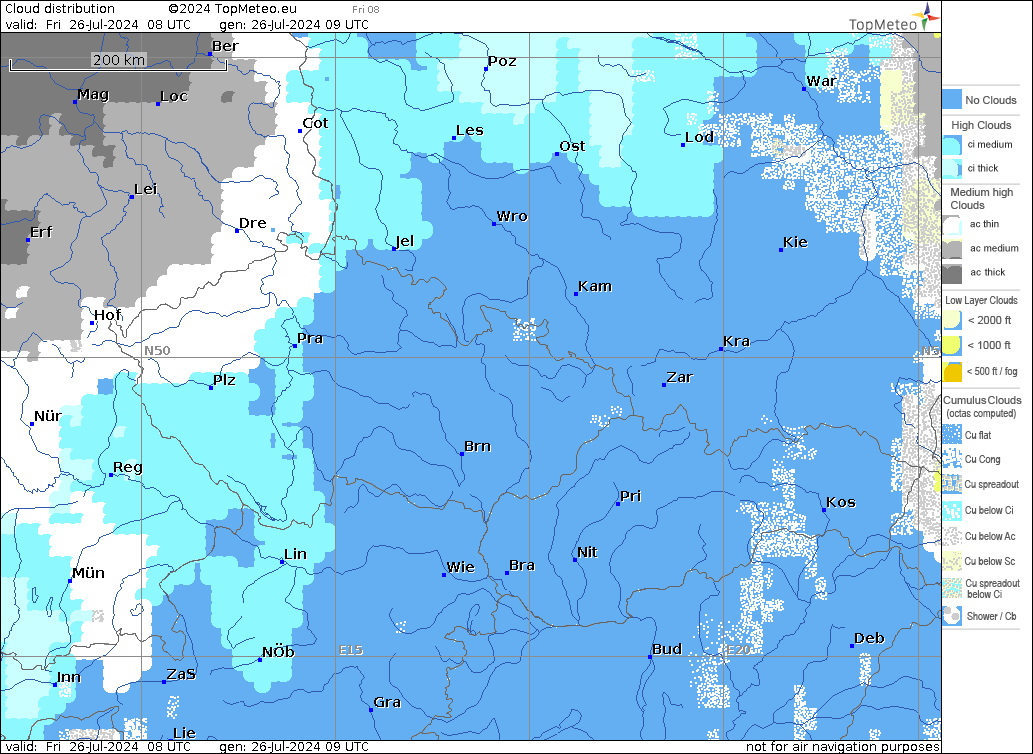 Cloud distribution ©2024 TopMeteo.eu Fri 08
valid: Fri 26-Jul-2024 08 UTC gen: 26-Jul-2024 09 UTC
TopMeteo
200 km
Ber
Poz
War
Mag
Loc
Cot
Les
Ost
Lod
Lei
Dre
Wro
Erf
Jel
Kie
Kam
Hof
Pra
Kra
N50
N5
Plz
Zar
Nür
Brn
Reg
Pri
Kos
Lin
Nit
Mün
Wie
Bra
Deb
NÖb
E15
Bud
E20
Inn
ZaS
Gra
Lie
No Clouds
High Clouds
ci medium
ci thick
Medium high
Clouds
ac thin
ac medium
ac thick
Low Layer Clouds
< 2000 ft
< 1000 ft
< 500 ft / fog
Cumulus Clouds
(octas computed)
Cu flat
Cu Cong
Cu spreadout
Cu below Ci
Cu below Ac
Cu below Sc
Cu spreadout
below Ci
Shower / Cb
valid: Fri 26-Jul-2024 08 UTC gen: 26-Jul-2024 09 UTC
not for air navigation purposes